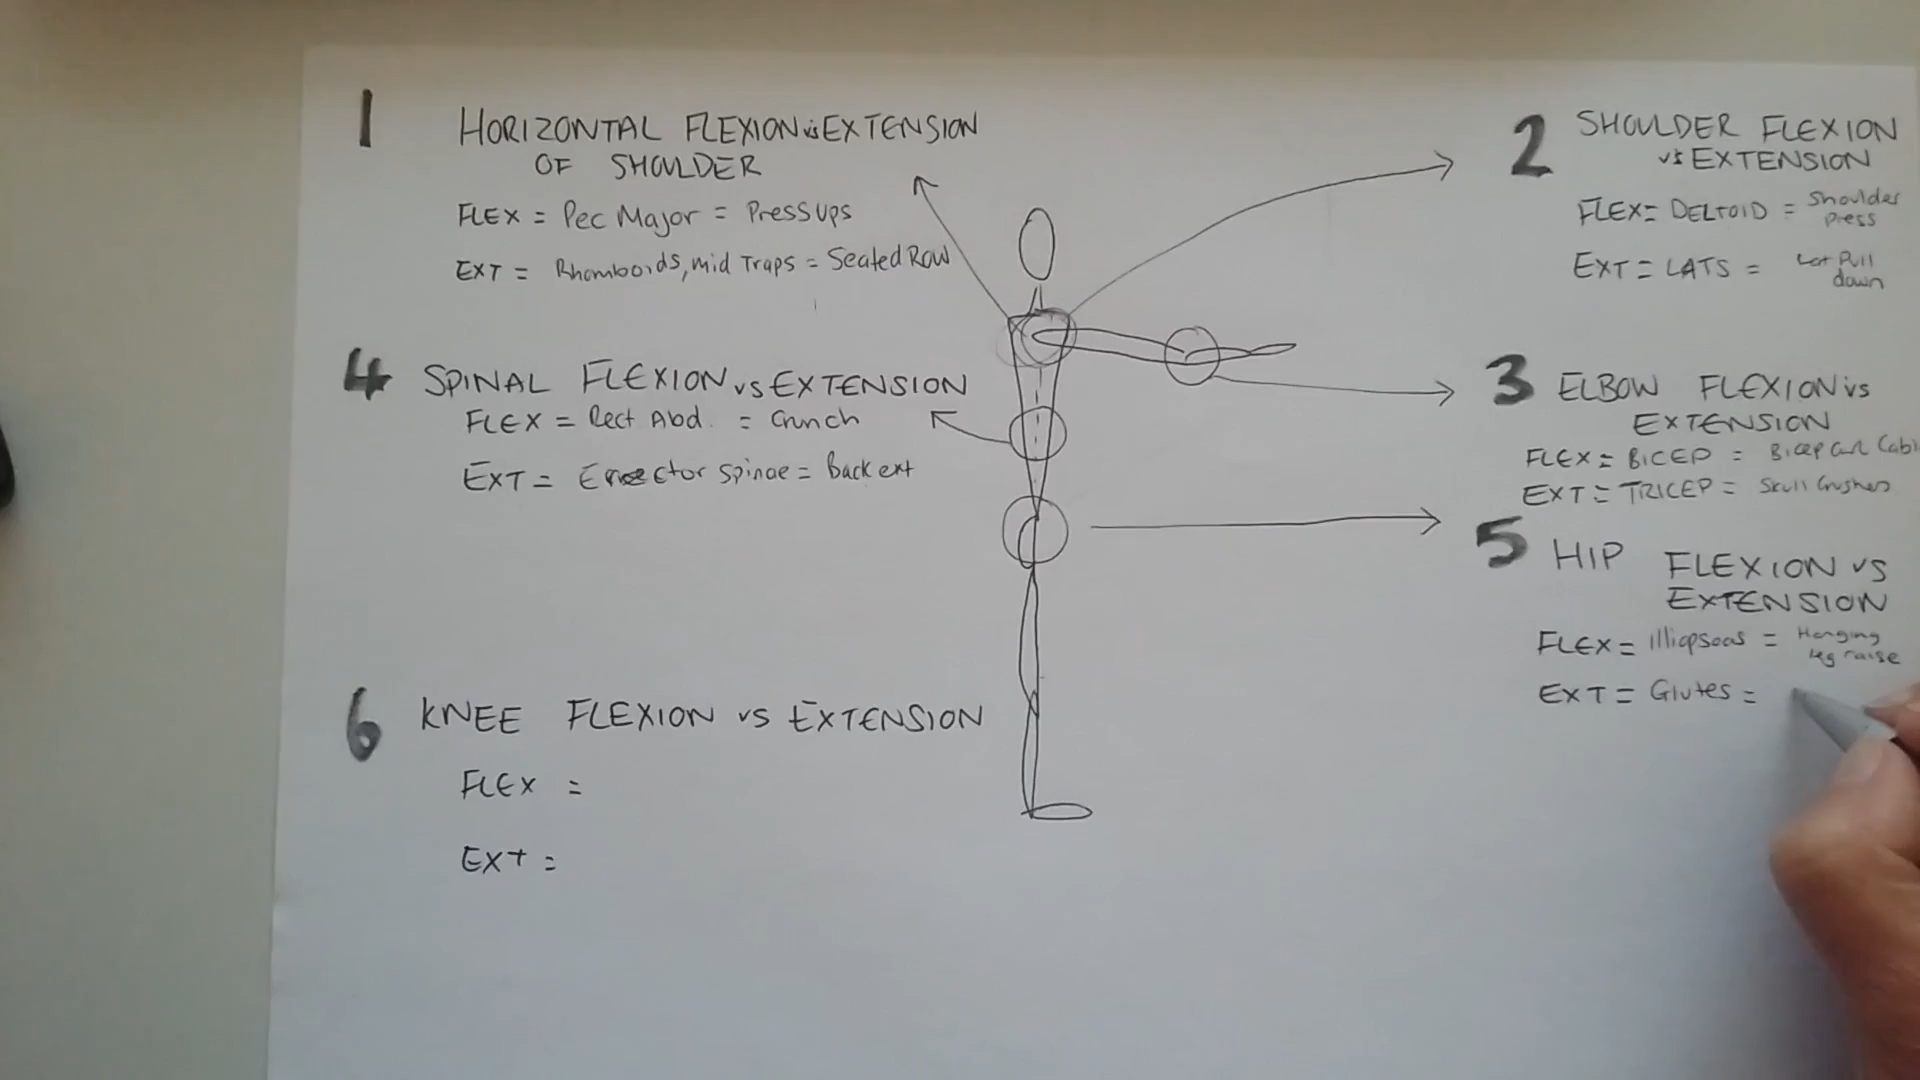 1 HORIZONTAL FLEXION vs EXTENSION
OF SHOULDER
FLEX = Pec Major = Press ups
EXT = Rhomboids, mid Traps = Seated Row
2 SHOULDER FLEXION
vs EXTENSION
FLEX = DELTOID = Shoulder
press
EXT = LATS = Lat Pull
down
4 SPINAL FLEXION vs EXTENSION
FLEX = Rect Abd. = Crunch
EXT = Erector Spinae = Back ext
3 ELBOW FLEXION vs
EXTENSION
FLEX = BICEP = Bicep Curl
EXT = TRICEP = Skull Crushers
5 HIP FLEXION vs
EXTENSION
FLEX = Illiopsoas = Hanging
leg raise
EXT = Glutes =
6 KNEE FLEXION vs EXTENSION
FLEX =
EXT =